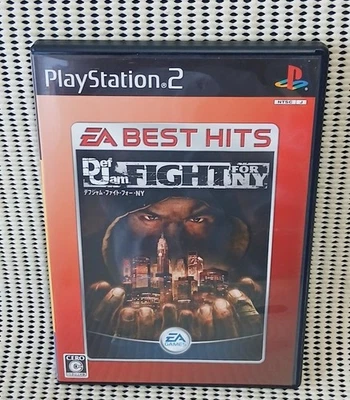 PlayStation®2
NTSC / J
EA BEST HITS
Def Jam FIGHT FOR NY
デフジャム・ファイト・フォー・NY
EA
GAMES
CERO
C